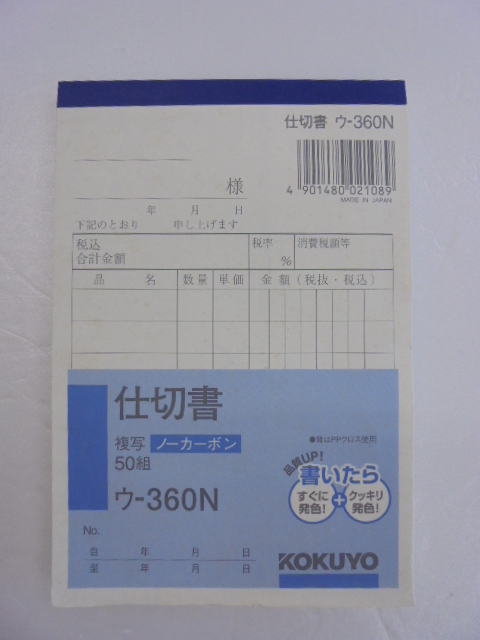 仕切書 ウ-360N
4 901480 021089
MADE IN JAPAN
様
年 月 日
下記のとおり 申し上げます
税込
合計金額
税率
%
消費税額等
品 名 数量 単価 金額(税抜・税込)
仕切書
複写 ノーカーボン
50組
ウ-360N
●背はPPクロス使用
品質UP!
書いたら
すぐに
発色!
+
クッキリ
発色!
No.
自 年 月 日
至 年 月 日
KOKUYO